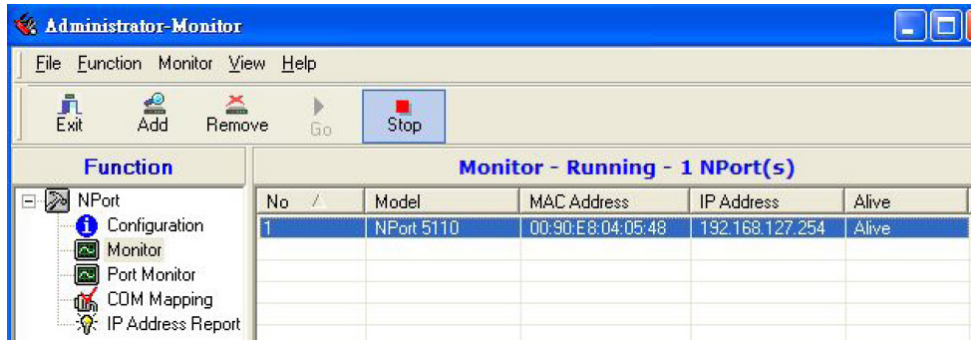 Administrator-Monitor
File Function Monitor View Help
Exit Add Remove Go Stop
Function
Monitor - Running - 1 NPort(s)
NPort
Configuration
Monitor
Port Monitor
COM Mapping
IP Address Report
No Model MAC Address IP Address Alive
1 NPort 5110 00:90:E8:04:05:48 192.168.127.254 Alive